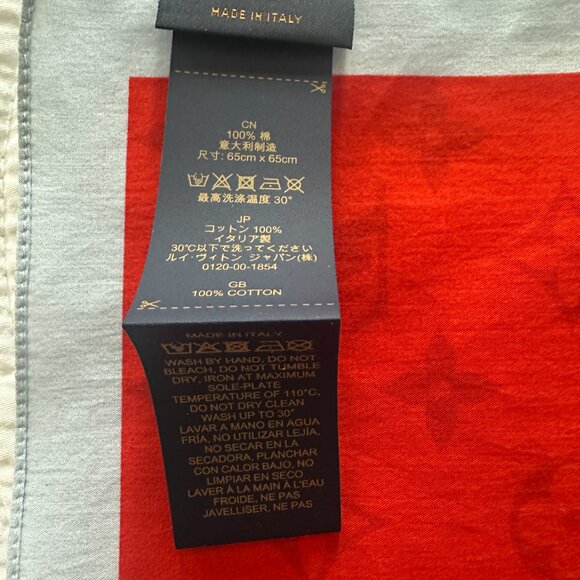 MADE IN ITALY
CN
100% 棉
意大利制造
尺寸: 65cm x 65cm
最高洗涤温度 30°
JP
コットン 100%
イタリア製
30℃以下で洗ってください
ルイ・ヴィトン ジャパン(株)
0120-00-1854
GB
100% COTTON
MADE IN ITALY
WASH BY HAND, DO NOT
BLEACH, DO NOT TUMBLE
DRY, IRON AT MAXIMUM
SOLE-PLATE
TEMPERATURE OF 110°C,
DO NOT DRY CLEAN
WASH UP TO 30°
LAVAR A MANO EN AGUA
FRÍA, NO UTILIZAR LEJÍA,
NO SECAR EN LA
SECADORA, PLANCHAR
CON CALOR BAJO, NO
LIMPIAR EN SECO
LAVER À LA MAIN À L'EAU
FROIDE, NE PAS
JAVELLISER, NE PAS